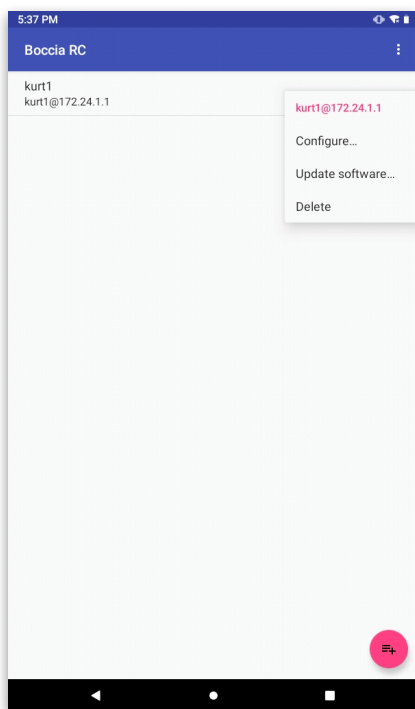 5:37 PM
Boccia RC
kurt1
kurt1@172.24.1.1
kurt1@172.24.1.1
Configure...
Update software...
Delete